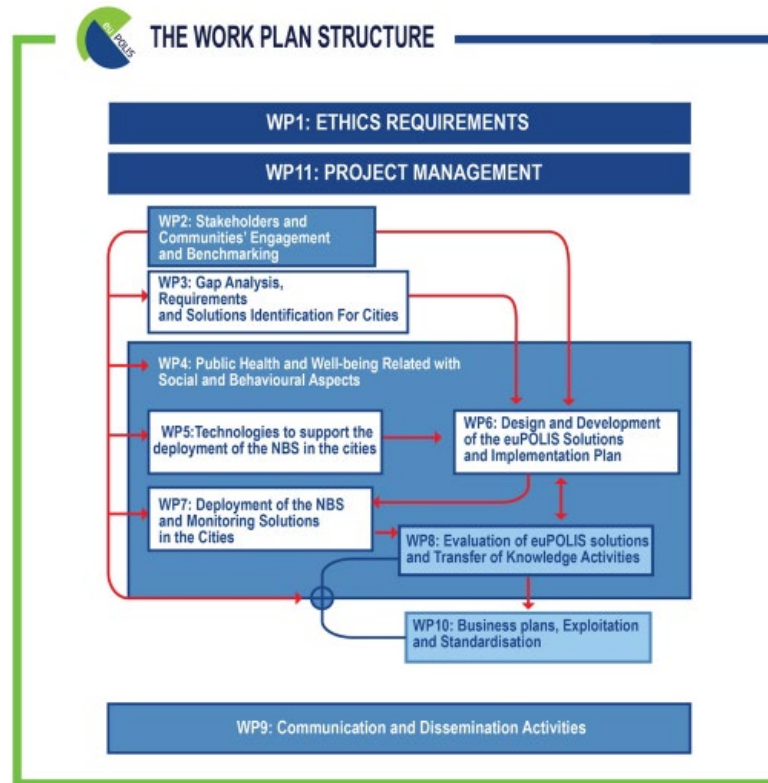 eu POLIS
THE WORK PLAN STRUCTURE
WP1: ETHICS REQUIREMENTS
WP11: PROJECT MANAGEMENT
WP2: Stakeholders and
Communities' Engagement
and Benchmarking
WP3: Gap Analysis,
Requirements
and Solutions Identification For Cities
WP4: Public Health and Well-being Related with
Social and Behavioural Aspects
WP5:Technologies to support the
deployment of the NBS in the cities
WP6: Design and Development
of the euPOLIS Solutions
and Implementation Plan
WP7: Deployment of the NBS
and Monitoring Solutions
in the Cities
WP8: Evaluation of euPOLIS solutions
and Transfer of Knowledge Activities
WP10: Business plans, Exploitation
and Standardisation
WP9: Communication and Dissemination Activities